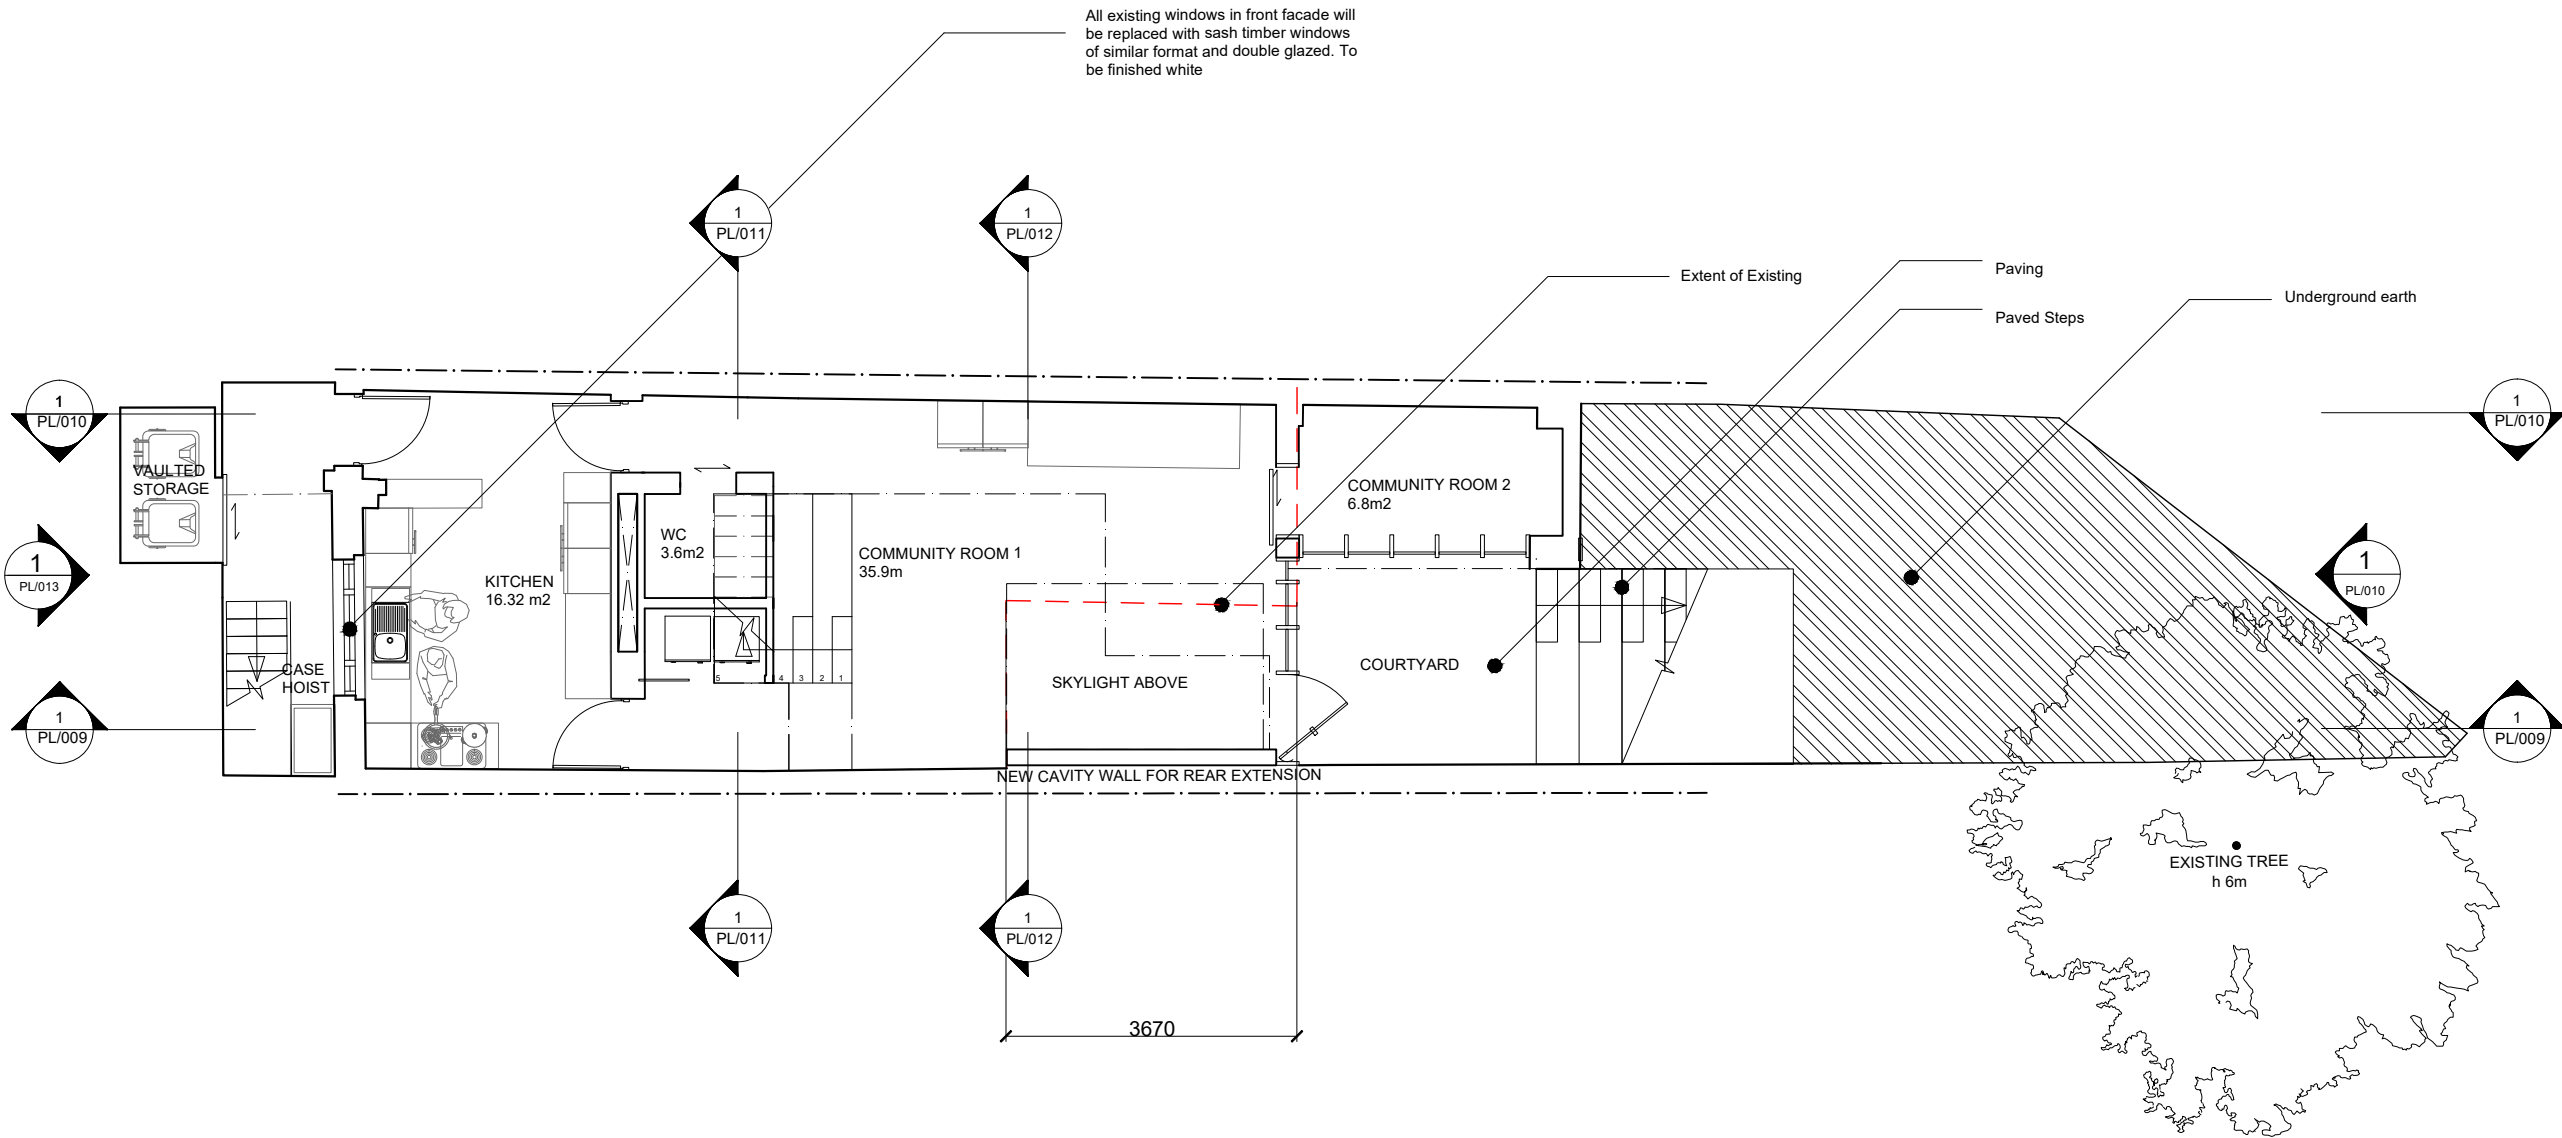 All existing windows in front facade will
be replaced with sash timber windows
of similar format and double glazed. To
be finished white
1
PL/011
1
PL/012
Extent of Existing
Paving
Paved Steps
Underground earth
1
PL/010
1
PL/010
VAULTED
STORAGE
COMMUNITY ROOM 2
6.8m2
WC
3.6m2
COMMUNITY ROOM 1
35.9m
KITCHEN
16.32 m2
1
PL/013
1
PL/010
CASE
HOIST
5
4
3
2
1
SKYLIGHT ABOVE
COURTYARD
1
PL/009
1
PL/009
NEW CAVITY WALL FOR REAR EXTENSION
EXISTING TREE
h 6m
1
PL/011
1
PL/012
3670